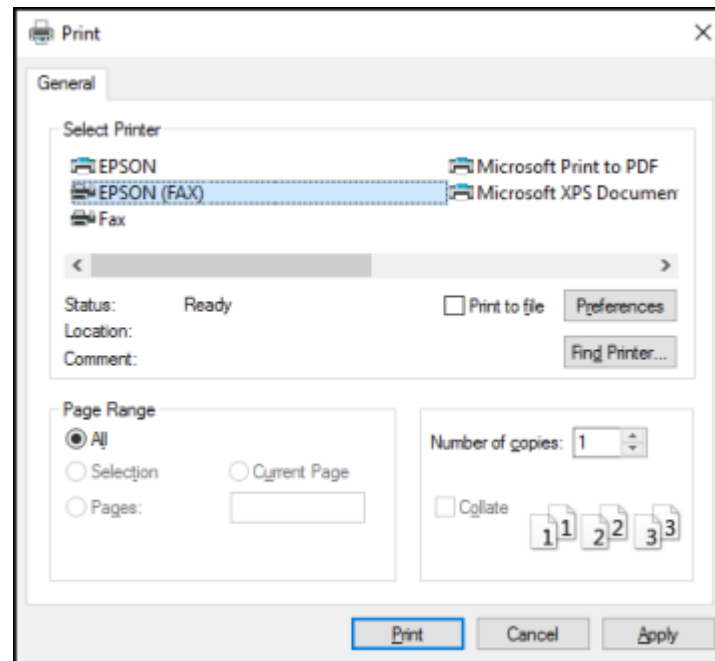 Print
General
Select Printer
EPSON
Microsoft Print to PDF
EPSON (FAX)
Microsoft XPS Documen
Fax
Status: Ready
Print to file
Preferences
Location:
Comment:
Find Printer...
Page Range
All
Number of copies: 1
Selection
Current Page
Pages:
Collate
1 1 2 2 3 3
Print
Cancel
Apply